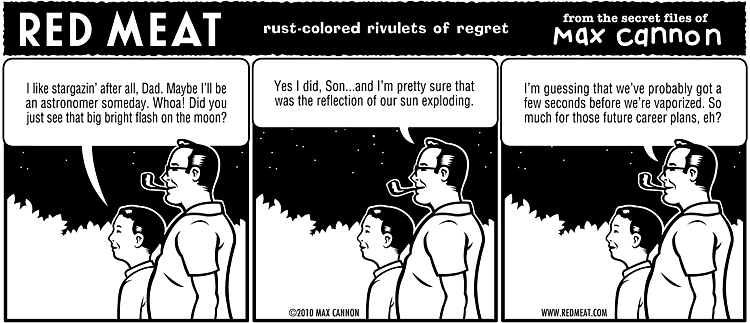 RED MEAT
rust-colored rivulets of regret
from the secret files of
Max cannon
I like stargazin' after all, Dad. Maybe I'll be
an astronomer someday. Whoa! Did you
just see that big bright flash on the moon?
Yes I did, Son...and I'm pretty sure that
was the reflection of our sun exploding.
©2010 MAX CANNON
I'm guessing that we've probably got a
few seconds before we're vaporized. So
much for those future career plans, eh?
WWW.REDMEAT.COM